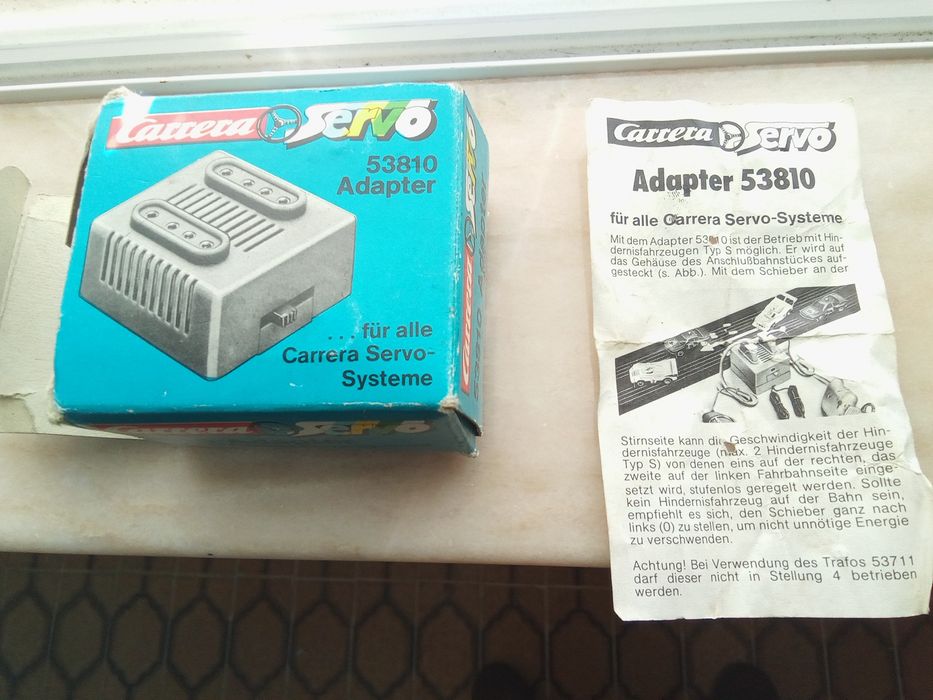 Carrera Servo
53810
Adapter
...für alle
Carrera Servo-
Systeme
Carrera Servo
Carrera
Carrera Servo
Adapter 53810
für alle Carrera Servo-Systeme
Mit dem Adapter 53810 ist der Betrieb mit Hin-
dernisfahrzeugen Typ S möglich. Er wird auf
das Gehäuse des Anschlußbahnstückes auf-
gesteckt (s. Abb.). Mit dem Schieber an der
Stirnseite kann die Geschwindigkeit der Hin-
dernisfahrzeuge (max. 2 Hindernisfahrzeuge
Typ S) von denen eins auf der rechten, das
zweite auf der linken Fahrbahnseite einge-
setzt wird, stufenlos geregelt werden. Sollte
kein Hindernisfahrzeug auf der Bahn sein,
empfiehlt es sich, den Schieber ganz nach
links (0) zu stellen, um nicht unnötige Energie
zu verschwenden.
Achtung! Bei Verwendung des Trafos 53711
darf dieser nicht in Stellung 4 betrieben
werden.